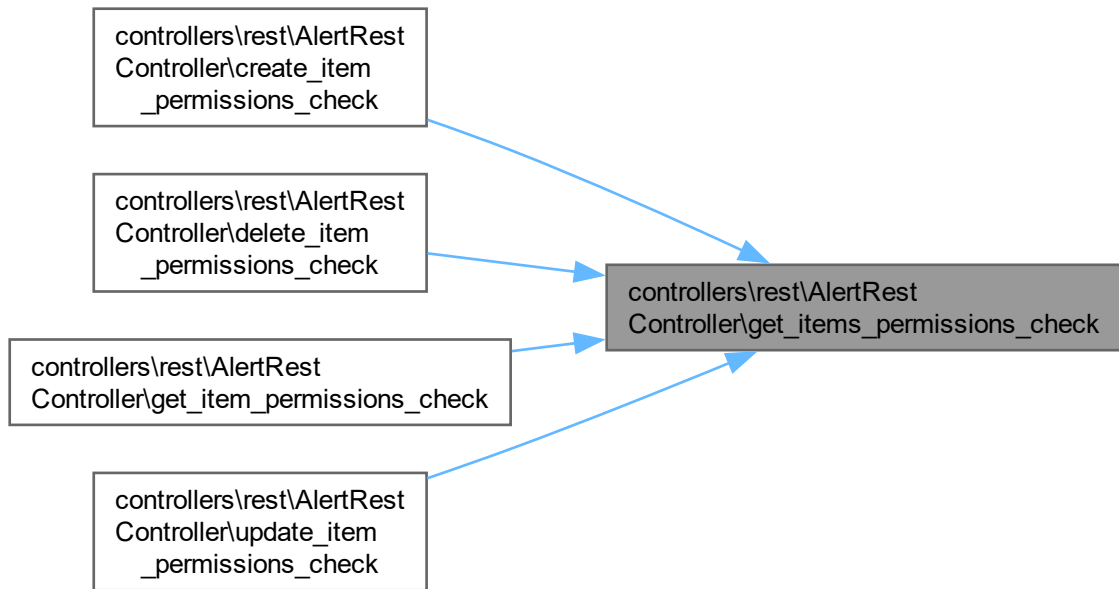 controllers\rest\AlertRest
Controller\create_item
_permissions_check
controllers\rest\AlertRest
Controller\delete_item
_permissions_check
controllers\rest\AlertRest
Controller\get_items_permissions_check
controllers\rest\AlertRest
Controller\get_item_permissions_check
controllers\rest\AlertRest
Controller\update_item
_permissions_check